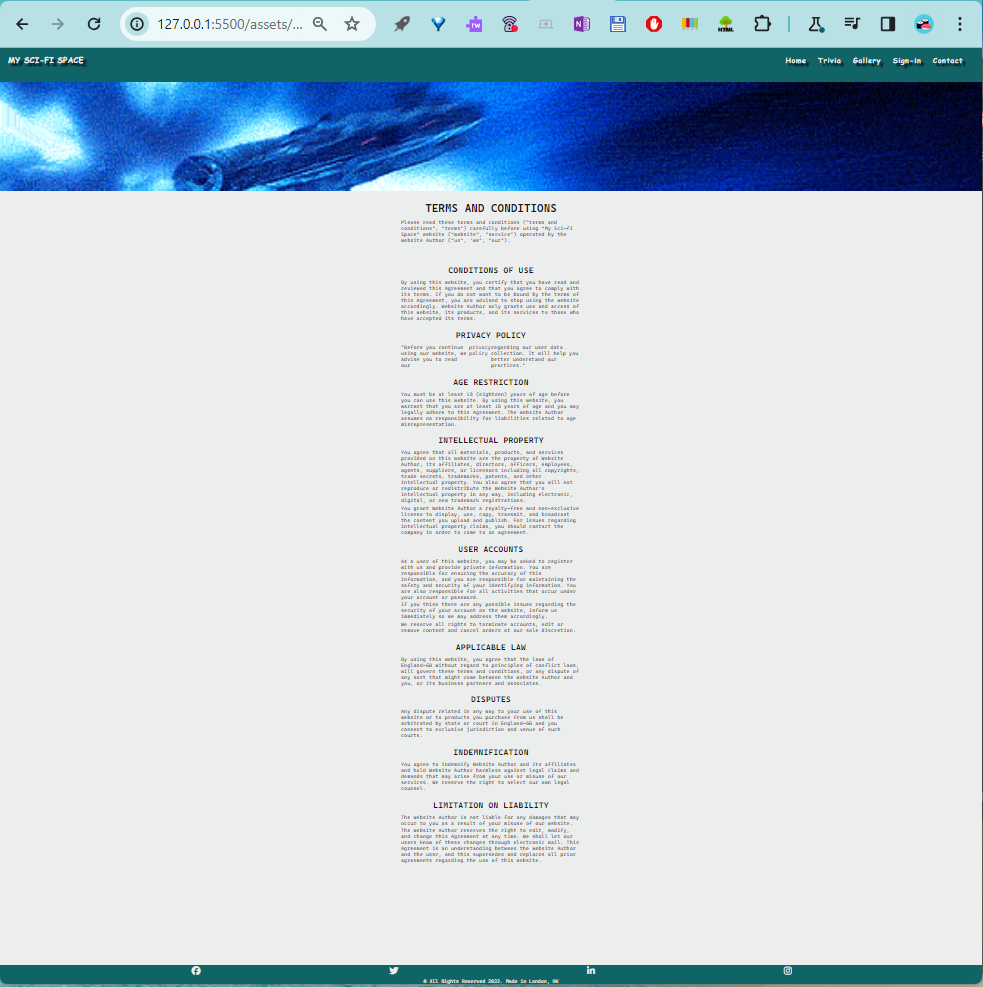 127.0.0.1:5500/assets/...
rw
N
HTML
MY SCI-FI SPACE
Home Trivia Gallery Sign-in Contact
TERMS AND CONDITIONS
Please read these terms and conditions ("terms and
conditions", "terms") carefully before using "My Sci-fi
Space" website ("website", "service") operated by the
website Author ("us", 'we", "our").
CONDITIONS OF USE
By using this website, you certify that you have read and
reviewed this Agreement and that you agree to comply with
its terms. If you do not want to be bound by the terms of
this Agreement, you are advised to stop using the website
accordingly. Website Author only grants use and access of
this website, its products, and its services to those who
have accepted its terms.
PRIVACY POLICY
"Before you continue privacy regarding our user data
using our website, we policy collection. It will help you
advise you to read better understand our
our practices."
AGE RESTRICTION
You must be at least 18 (eighteen) years of age before
you can use this website. By using this website, you
warrant that you are at least 18 years of age and you may
legally adhere to this Agreement. The website Author
assumes no responsibility for liabilities related to age
misrepresentation.
INTELLECTUAL PROPERTY
You agree that all materials, products, and services
provided on this website are the property of Website
Author, its affiliates, directors, officers, employees,
agents, suppliers, or licensors including all copyrights,
trade secrets, trademarks, patents, and other
intellectual property. You also agree that you will not
reproduce or redistribute the Website Author's
intellectual property in any way, including electronic,
digital, or new trademark registrations.
You grant Website Author a royalty-free and non-exclusive
license to display, use, copy, transmit, and broadcast
the content you upload and publish. For issues regarding
intellectual property claims, you should contact the
company in order to come to an agreement.
USER ACCOUNTS
As a user of this website, you may be asked to register
with us and provide private information. You are
responsible for ensuring the accuracy of this
information, and you are responsible for maintaining the
safety and security of your identifying information. You
are also responsible for all activities that occur under
your account or password.
If you think there are any possible issues regarding the
security of your account on the website, inform us
immediately so we may address them accordingly.
We reserve all rights to terminate accounts, edit or
remove content and cancel orders at our sole discretion.
APPLICABLE LAW
By using this website, you agree that the laws of
England-GB without regard to principles of conflict laws,
will govern these terms and conditions, or any dispute of
any sort that might come between the website Author and
you, or its business partners and associates.
DISPUTES
Any dispute related in any way to your use of this
website or to products you purchase from us shall be
arbitrated by state or court in England-GB and you
consent to exclusive jurisdiction and venue of such
courts.
INDEMNIFICATION
You agree to indemnify Website Author and its affiliates
and hold Website Author harmless against legal claims and
demands that may arise from your use or misuse of our
services. We reserve the right to select our own legal
counsel.
LIMITATION ON LIABILITY
The website Author is not liable for any damages that may
occur to you as a result of your misuse of our website.
The Website Author reserves the right to edit, modify,
and change this Agreement at any time. We shall let our
users know of these changes through electronic mail. This
Agreement is an understanding between the Website Author
and the user, and this supersedes and replaces all prior
agreements regarding the use of this website.
© All Rights Reserved 2023. Made in London, UK